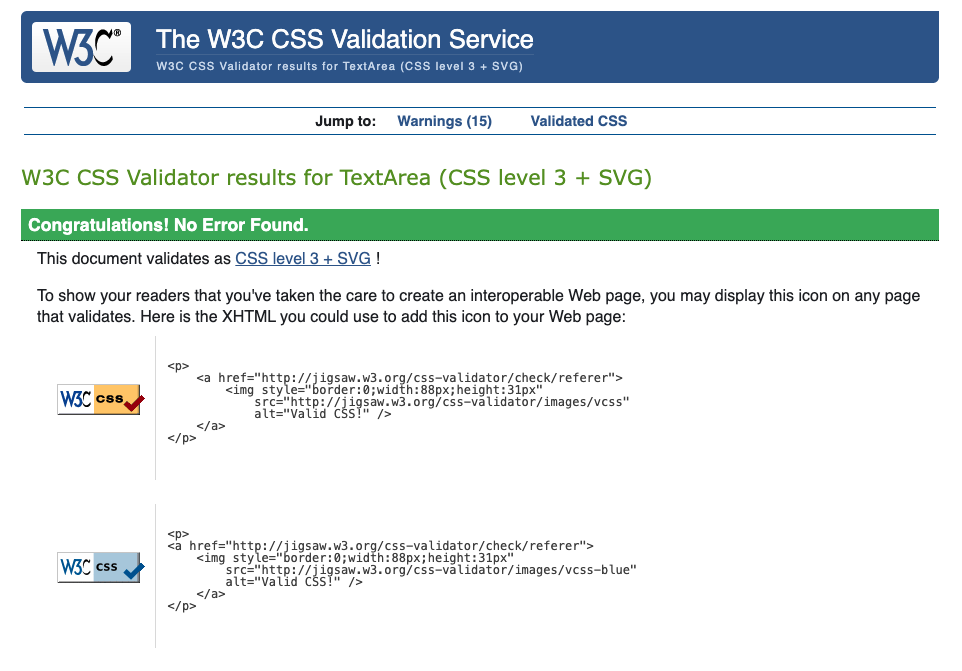 W3C®
The W3C CSS Validation Service
W3C CSS Validator results for TextArea (CSS level 3 + SVG)
Jump to: Warnings (15) Validated CSS
W3C CSS Validator results for TextArea (CSS level 3 + SVG)
Congratulations! No Error Found.
This document validates as CSS level 3 + SVG !
To show your readers that you've taken the care to create an interoperable Web page, you may display this icon on any page
that validates. Here is the XHTML you could use to add this icon to your Web page:
W3C css
<p>
    <a href="http://jigsaw.w3.org/css-validator/check/referer">
        <img style="border:0;width:88px;height:31px"
            src="http://jigsaw.w3.org/css-validator/images/vcss"
            alt="Valid CSS!" />
    </a>
</p>
W3C css
<p>
<a href="http://jigsaw.w3.org/css-validator/check/referer">
    <img style="border:0;width:88px;height:31px"
        src="http://jigsaw.w3.org/css-validator/images/vcss-blue"
        alt="Valid CSS!" />
    </a>
</p>